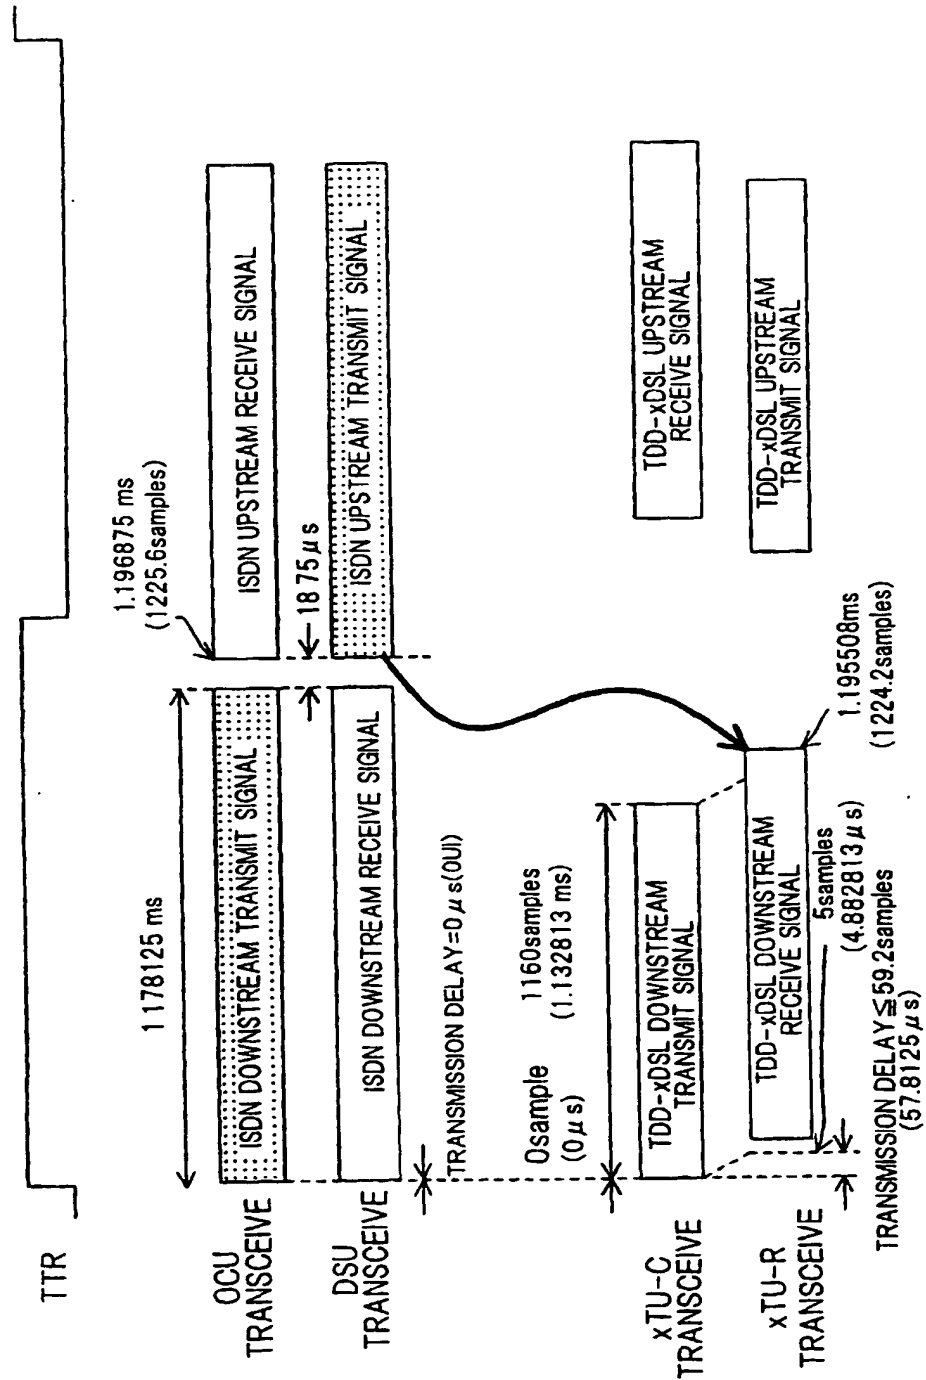 TTR
OCU
TRANSCEIVE
DSU
TRANSCEIVE
xTU-C
TRANSCEIVE
xTU-R
TRANSCEIVE
1 178125 ms
ISDN DOWNSTREAM TRANSMIT SIGNAL
1.196875 ms
(1225.6samples)
ISDN UPSTREAM RECEIVE SIGNAL
ISDN DOWNSTREAM RECEIVE SIGNAL
18 75μs
ISDN UPSTREAM TRANSMIT SIGNAL
TRANSMISSION DELAY=0μs(0UI)
0sample
(0μs)
1160samples
(1.132813 ms)
TDD-xDSL DOWNSTREAM
TRANSMIT SIGNAL
TDD-xDSL UPSTREAM
RECEIVE SIGNAL
TDD-xDSL DOWNSTREAM
RECEIVE SIGNAL
1.195508ms
(1224.2samples)
TDD-xDSL UPSTREAM
TRANSMIT SIGNAL
5samples
(4.882813μs)
TRANSMISSION DELAY≦59.2samples
(57.8125μs)